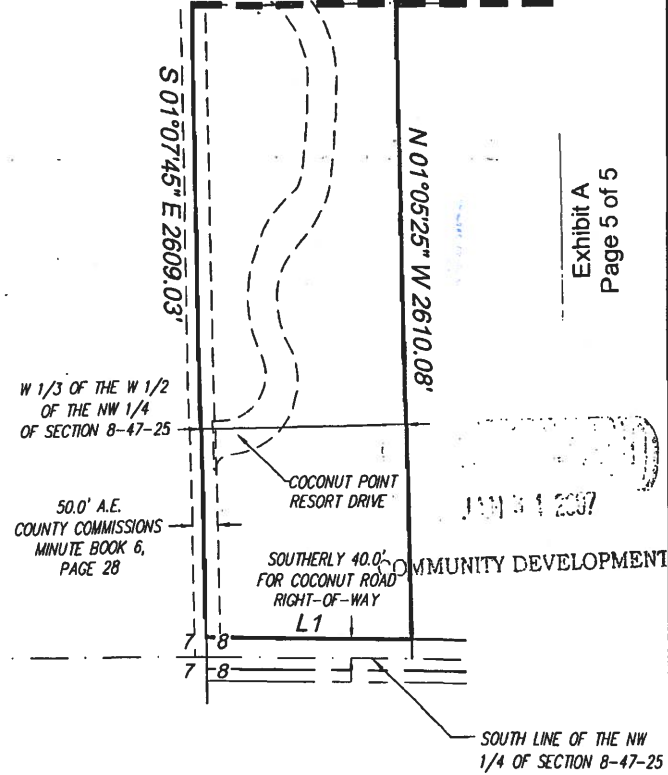 S 01°07'45" E 2609.03'
N 01°05'25" W 2610.08'
Exhibit A
Page 5 of 5
W 1/3 OF THE W 1/2
OF THE NW 1/4
OF SECTION 8-47-25
COCONUT POINT
RESORT DRIVE
50.0' A.E.
COUNTY COMMISSIONS
MINUTE BOOK 6,
PAGE 28
JAN 31 2007
COMMUNITY DEVELOPMENT
SOUTHERLY 40.0'
FOR COCONUT ROAD
RIGHT-OF-WAY
L1
7 8
7 8
SOUTH LINE OF THE NW
1/4 OF SECTION 8-47-25